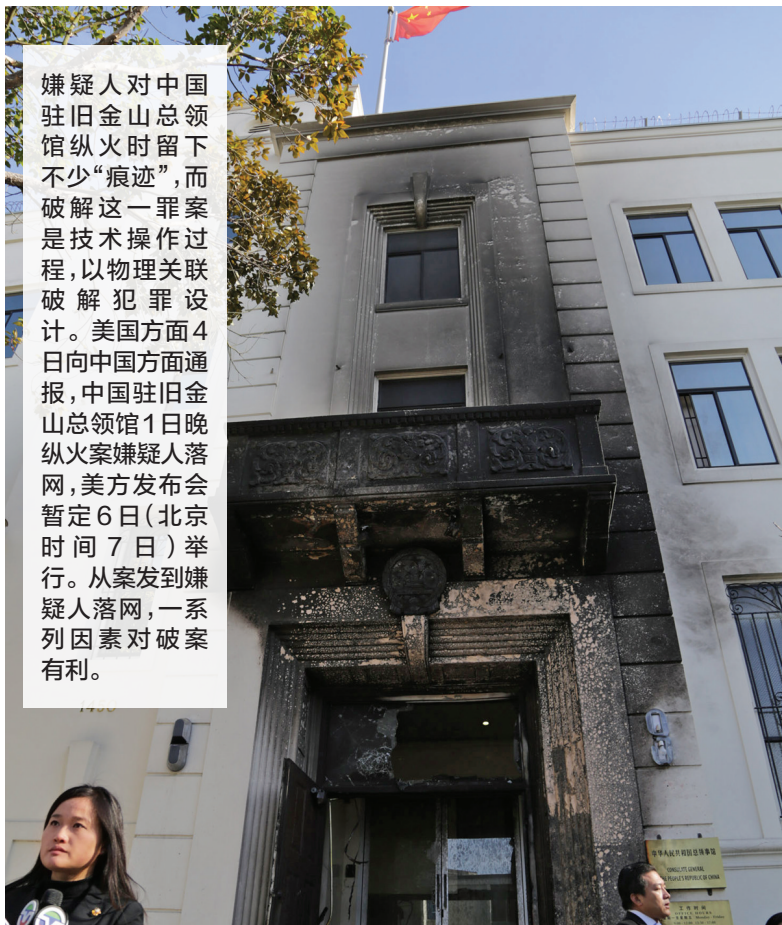 嫌疑人对中国
驻旧金山总领
馆纵火时留下
不少“痕迹”,而
破解这一罪案
是技术操作过
程,以物理关联
破解犯罪设
计。美国方面4
日向中国方面通
报,中国驻旧金
山总领馆1日晚
纵火案嫌疑人落
网,美方发布会
暂定6日(北京
时间7日)举
行。从案发到嫌
疑人落网,一系
列因素对破案
有利。
中华人民共和国总领事馆
CONSULATE GENERAL
PEOPLE'S REPUBLIC OF CHINA
工作时间
OFFICE HOURS